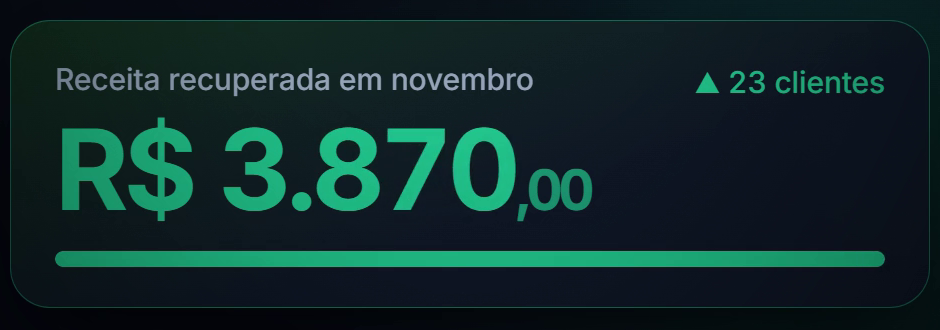 Receita recuperada em novembro
▲ 23 clientes
R$ 3.870,00